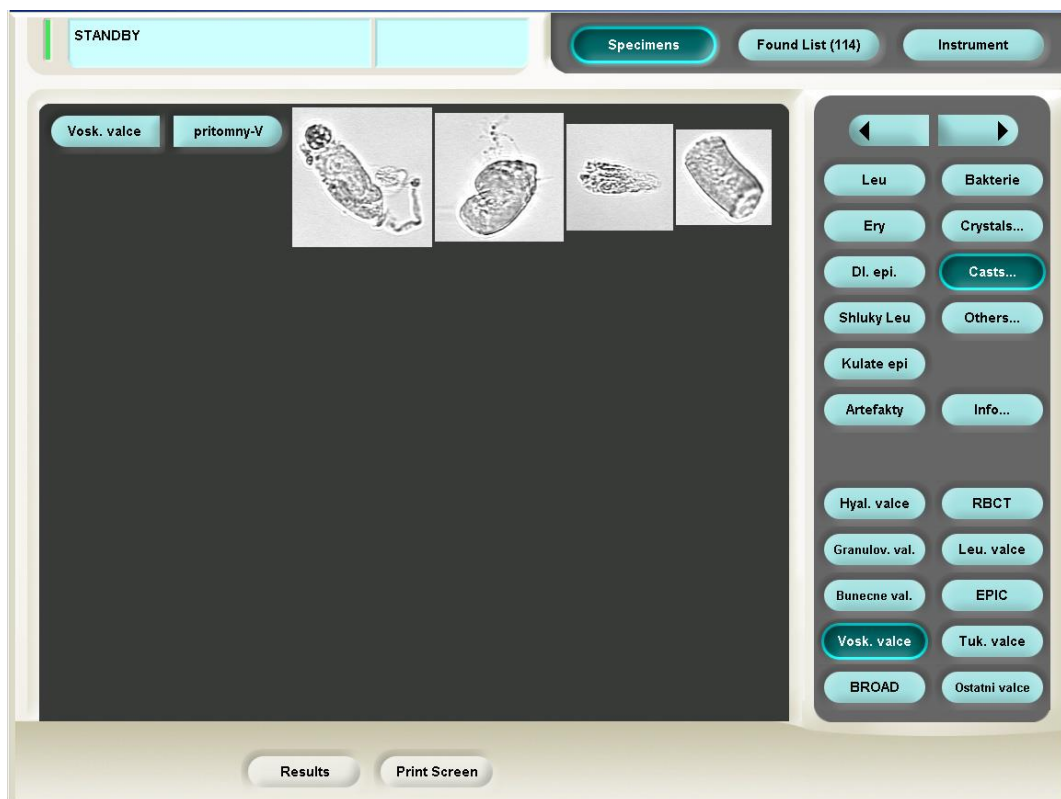 STANDBY
Specimens
Found List (114)
Instrument
Vosk. valce
pritomny-V
Leu
Bakterie
Ery
Crystals...
Dl. epi.
Casts...
Shluky Leu
Others...
Kulate epi
Artefakty
Info...
Hyal. valce
RBCT
Granulov. val.
Leu. valce
Bunecne val.
EPIC
Vosk. valce
Tuk. valce
BROAD
Ostatni valce
Results
Print Screen